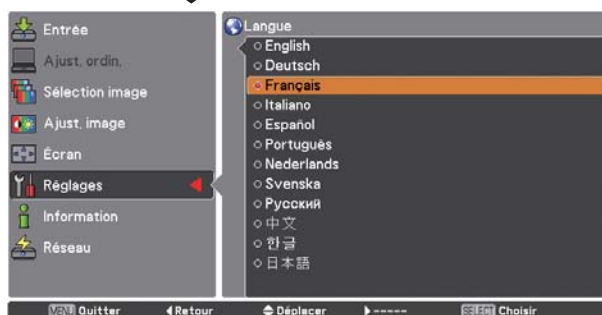 Entrée
Ajust. ordin.
Sélection image
Ajust. image
Écran
Réglages
Information
Réseau
Langue
English
Deutsch
Français
Italiano
Español
Português
Nederlands
Svenska
Русский
中文
한글
日本語
MENU Quitter ◀Retour ◆Déplacer ▶----- SELECT Choisir